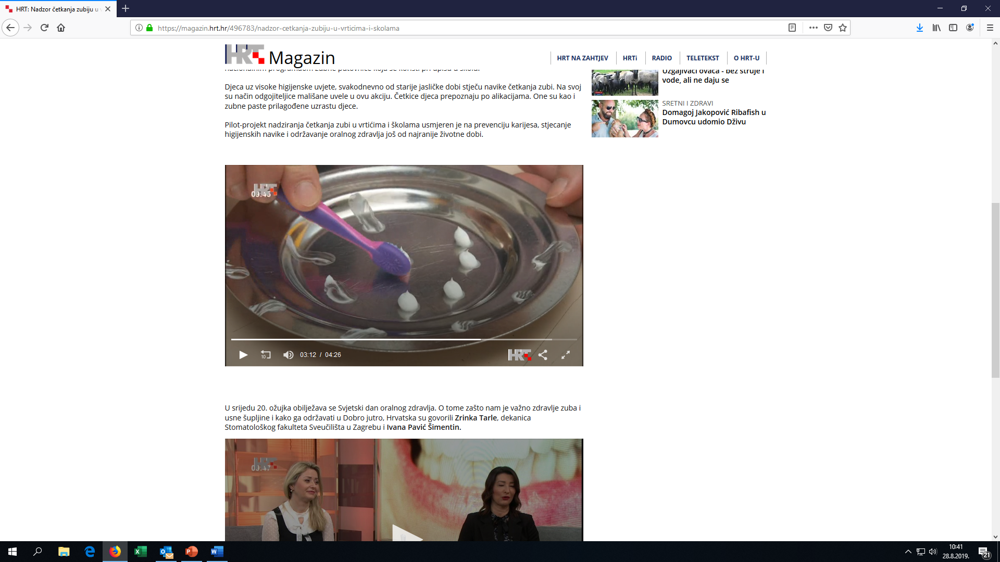 HRT: Nadzor četkanja zubiju u
https://magazin.hrt.hr/496783/nadzor-cetkanja-zubiju-u-vrticima-i-skolama
HRT Magazin
HRT NA ZAHTJEV
HRTi
RADIO
TELETEKST
O HRT-U
Djeca uz visoke higijenske uvjete, svakodnevno od starije jasličke dobi stječu navike četkanja zubi. Na svoj
su način odgojiteljice mališane uvele u ovu akciju. Četkice djeca prepoznaju po alikacijama. One su kao i
zubne paste prilagođene uzrastu djece.
Pilot-projekt nadziranja četkanja zubi u vrtićima i školama usmjeren je na prevenciju karijesa, stjecanje
higijenskih navike i održavanje oralnog zdravlja još od najranije životne dobi.
Uzgajivači ovaca - bez struje i
vode, ali ne daju se
SRETNI I ZDRAVI
Domagoj Jakopović Ribafish u
Dumovcu udomio Dživu
HRT
09:45
10
03:12 / 04:26
HRT
U srijedu 20. ožujka obilježava se Svjetski dan oralnog zdravlja. O tome zašto nam je važno zdravlje zuba i
usne šupljine i kako ga održavati u Dobro jutro, Hrvatska su govorili Zrinka Tarle, dekanica
Stomatološkog fakulteta Sveučilišta u Zagrebu i Ivana Pavić Šimentin.
HRT
09:47
10:41
28.8.2019.
21